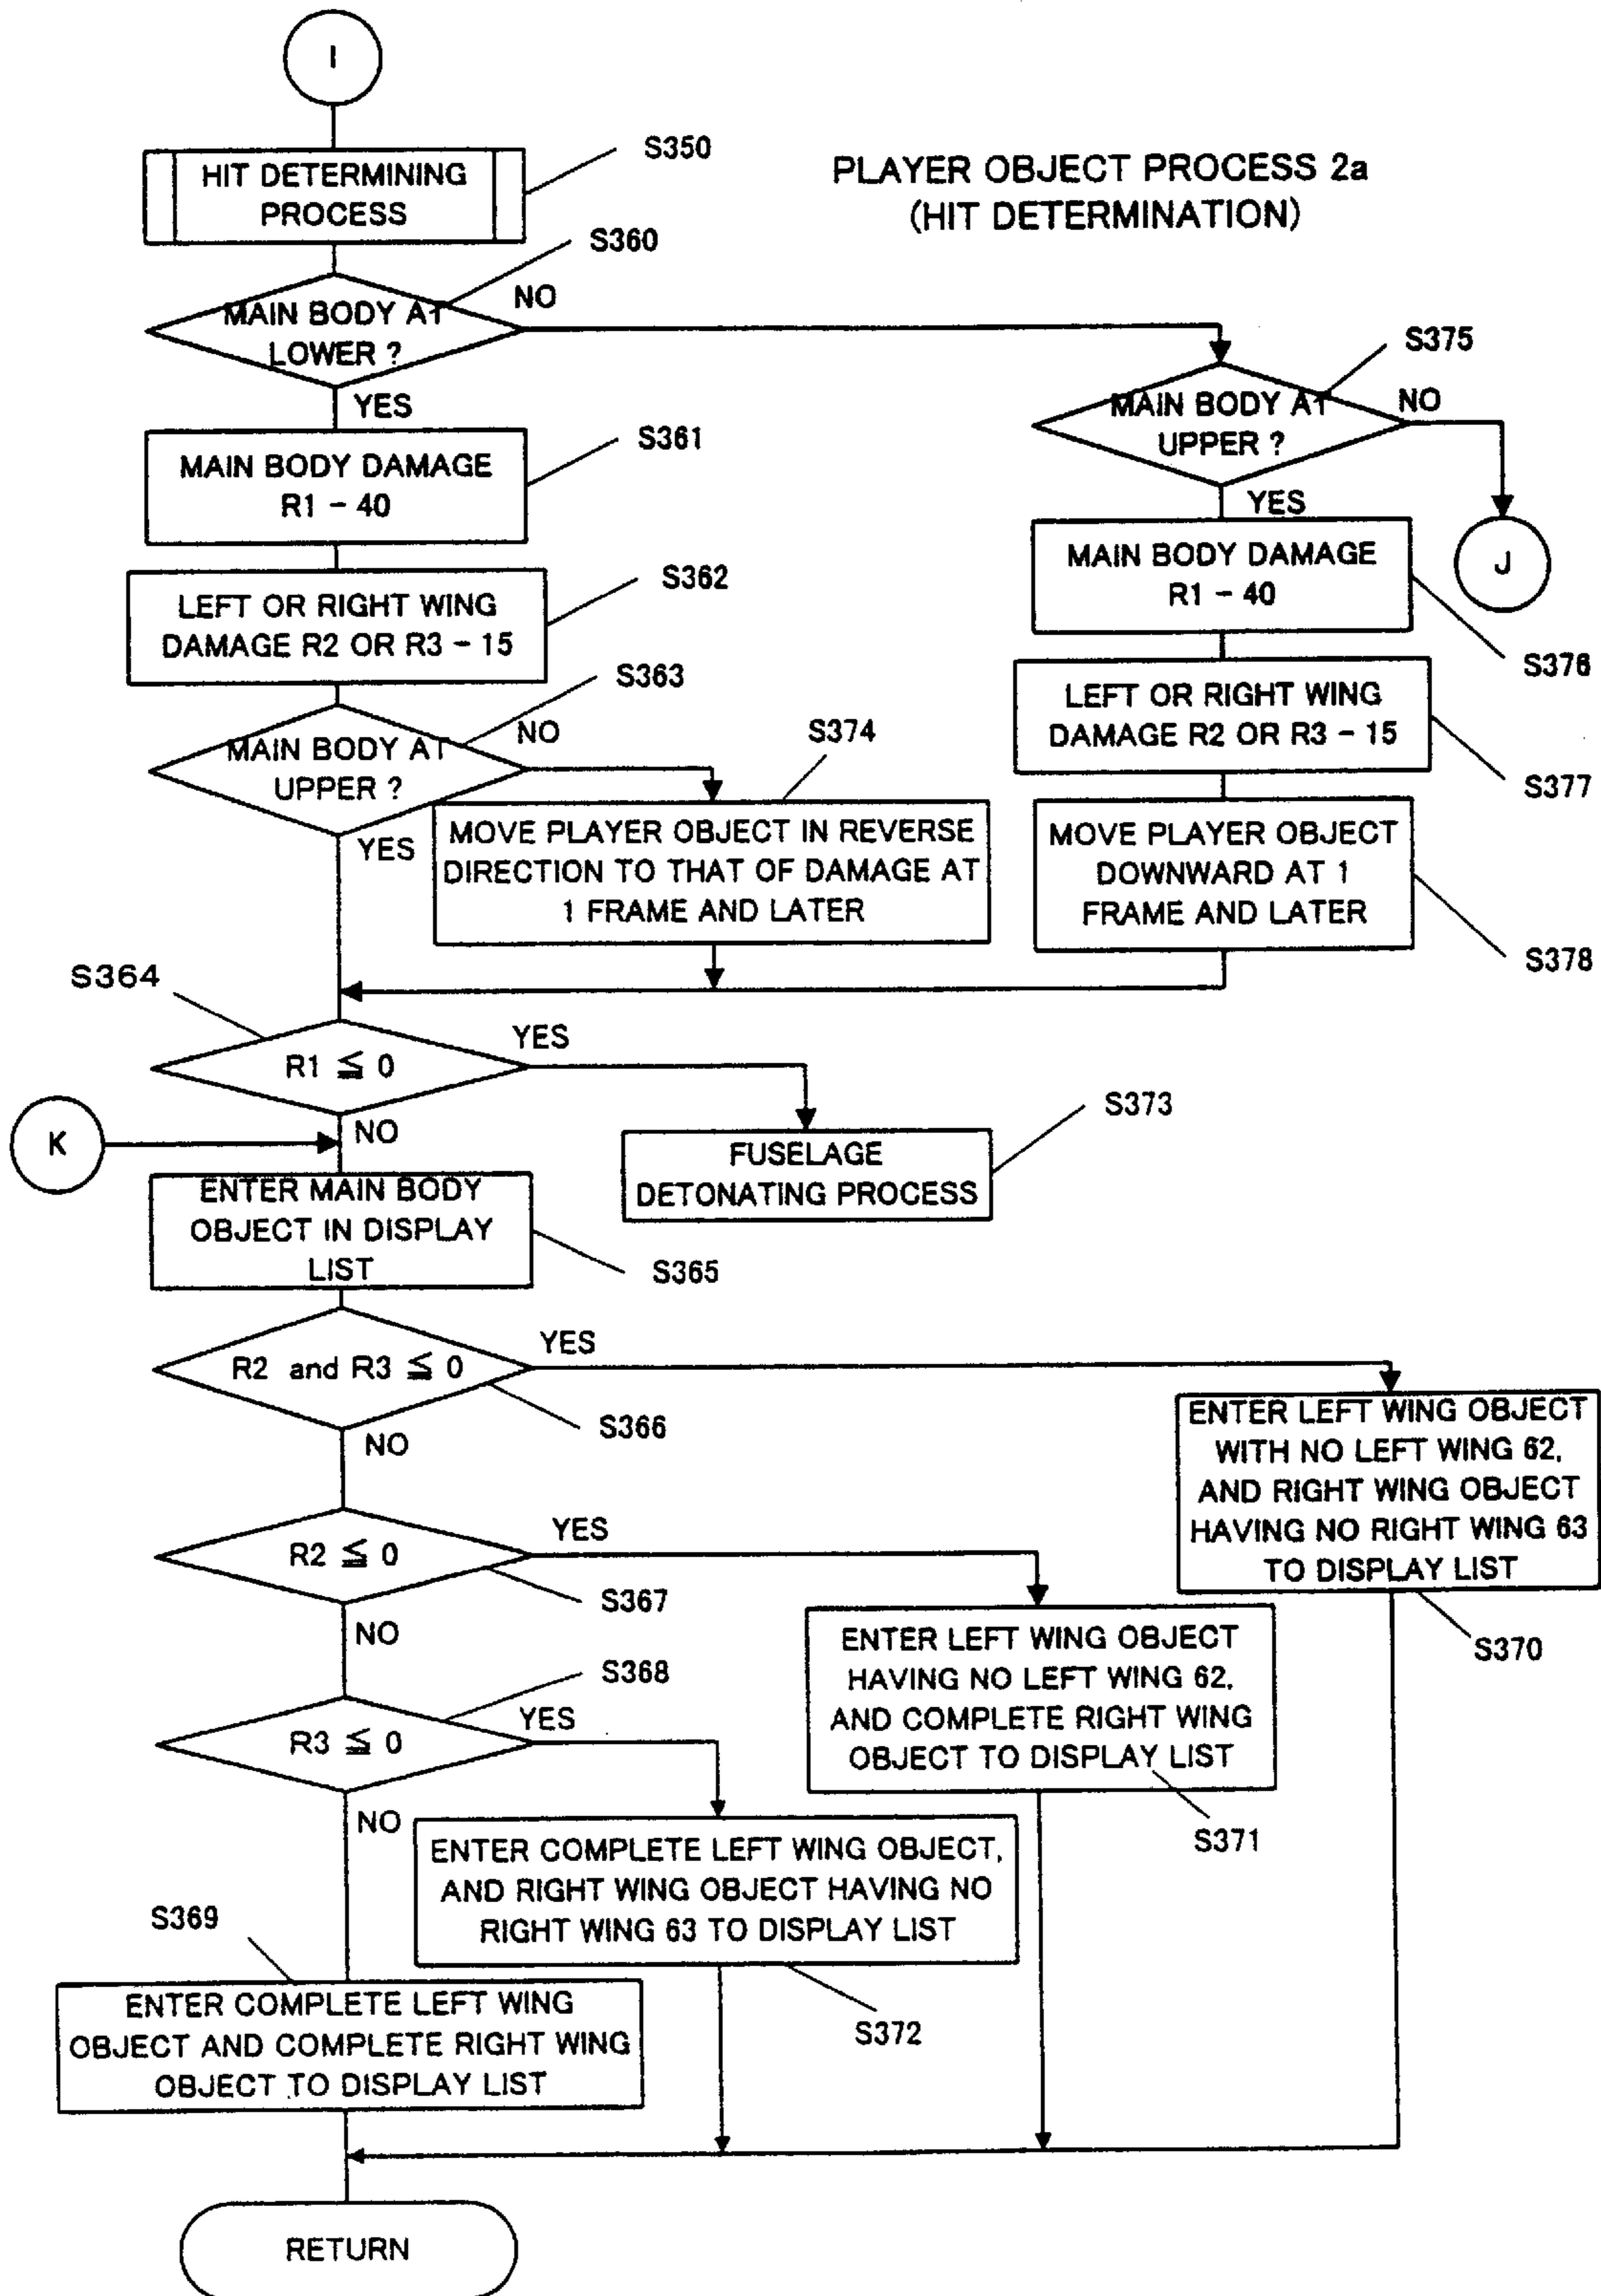 I
HIT DETERMINING
PROCESS
S350
PLAYER OBJECT PROCESS 2a
(HIT DETERMINATION)
S360
MAIN BODY AT
LOWER ?
NO
YES
S375
MAIN BODY AT
UPPER ?
NO
YES
J
MAIN BODY DAMAGE
R1 - 40
S361
LEFT OR RIGHT WING
DAMAGE R2 OR R3 - 15
S362
MAIN BODY DAMAGE
R1 - 40
S376
LEFT OR RIGHT WING
DAMAGE R2 OR R3 - 15
S377
S363
MAIN BODY AT
UPPER ?
NO
YES
S374
MOVE PLAYER OBJECT IN REVERSE
DIRECTION TO THAT OF DAMAGE AT
1 FRAME AND LATER
MOVE PLAYER OBJECT
DOWNWARD AT 1
FRAME AND LATER
S378
S364
R1 ≦ 0
YES
NO
K
S373
FUSELAGE
DETONATING PROCESS
ENTER MAIN BODY
OBJECT IN DISPLAY
LIST
S365
R2 and R3 ≦ 0
YES
S366
NO
ENTER LEFT WING OBJECT
WITH NO LEFT WING 62,
AND RIGHT WING OBJECT
HAVING NO RIGHT WING 63
TO DISPLAY LIST
S370
R2 ≦ 0
YES
S367
NO
ENTER LEFT WING OBJECT
HAVING NO LEFT WING 62,
AND COMPLETE RIGHT WING
OBJECT TO DISPLAY LIST
S371
S368
R3 ≦ 0
YES
NO
ENTER COMPLETE LEFT WING OBJECT,
AND RIGHT WING OBJECT HAVING NO
RIGHT WING 63 TO DISPLAY LIST
S372
S369
ENTER COMPLETE LEFT WING
OBJECT AND COMPLETE RIGHT WING
OBJECT TO DISPLAY LIST
RETURN